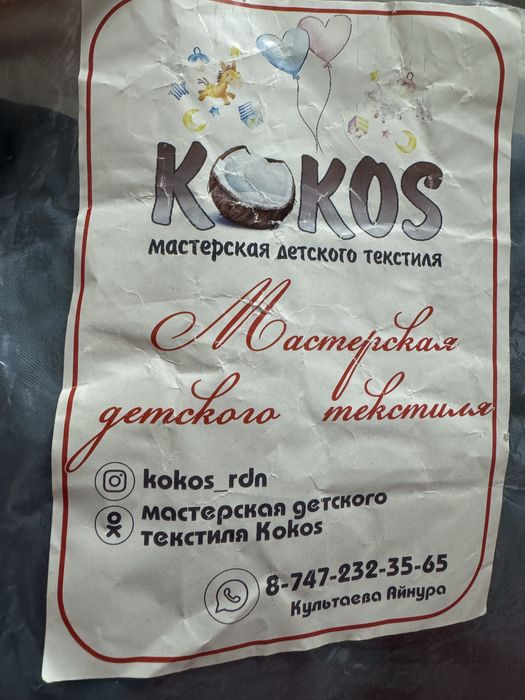 KOKOS
мастерская детского текстиля
Мастерская
детского текстиля
kokos_rdn
мастерская детского
текстиля Kokos
8-747-232-35-65
Культаева Айнура